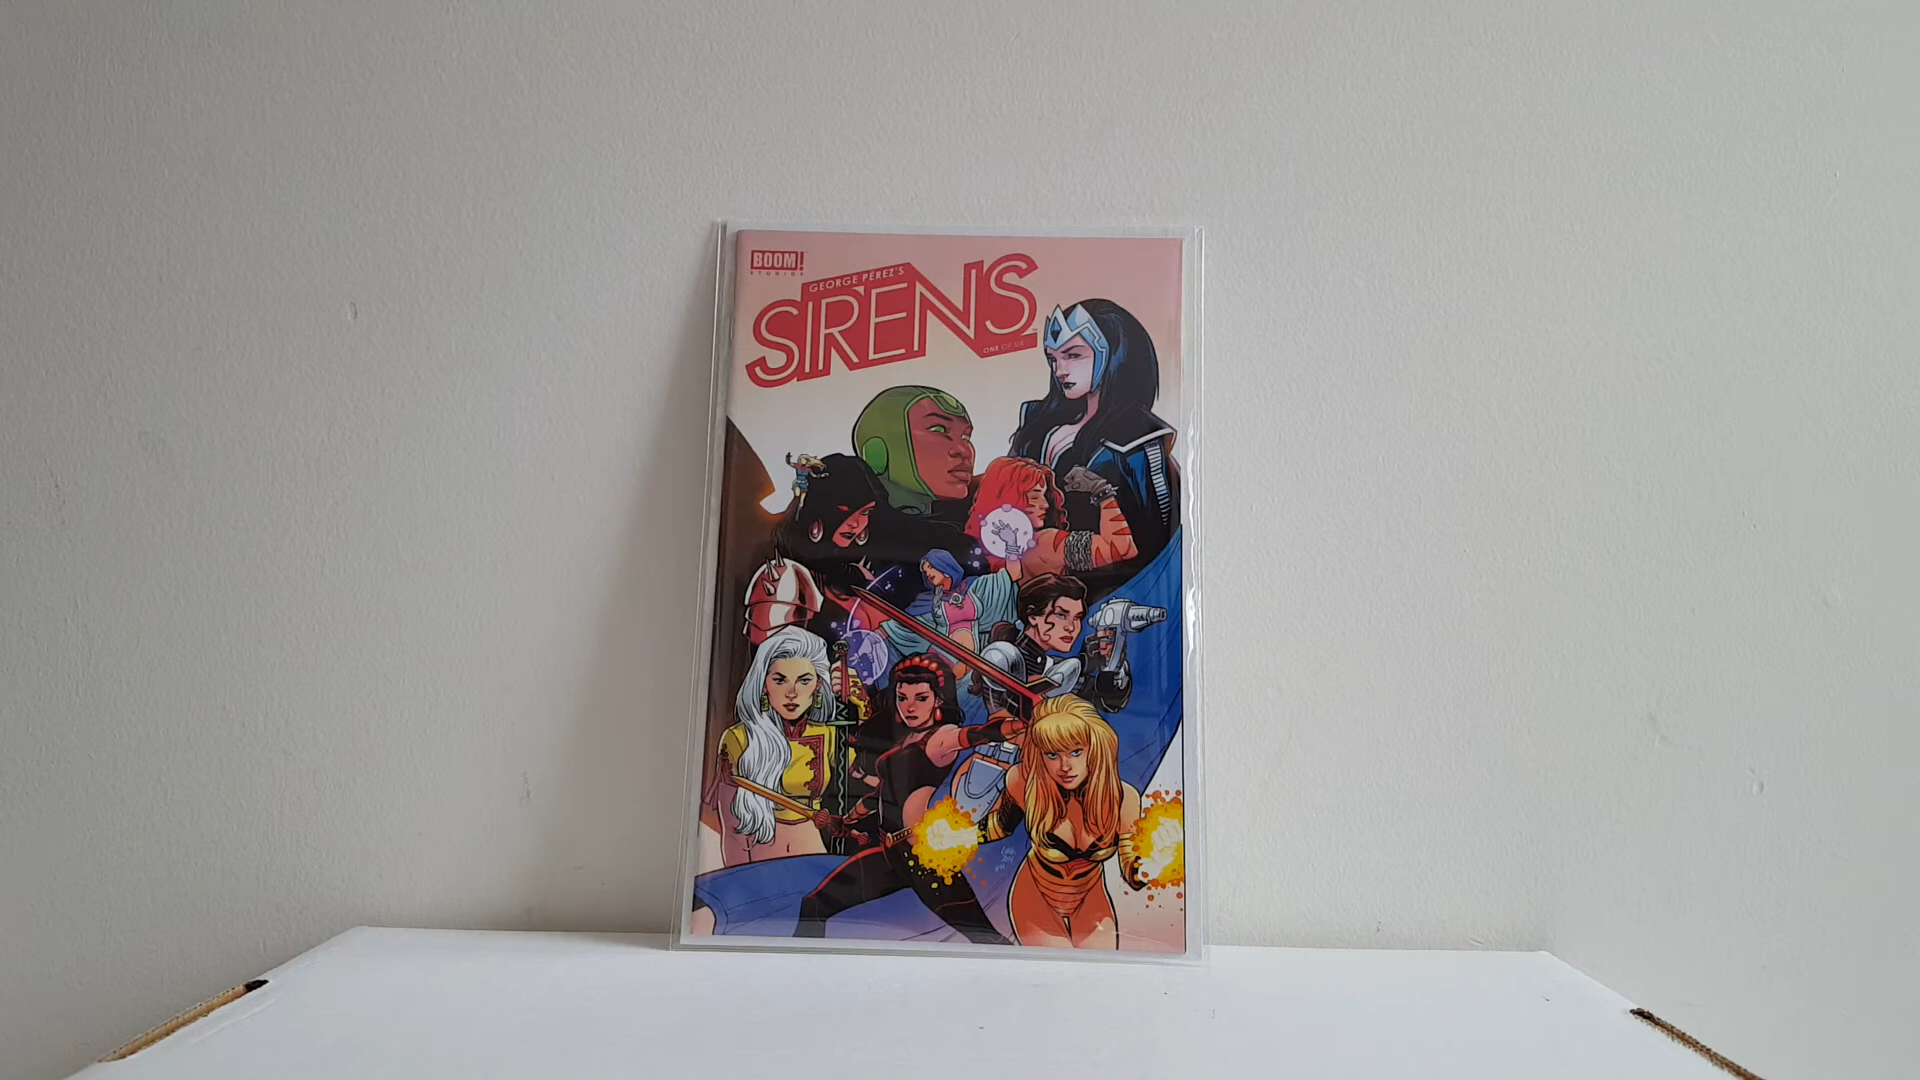 BOOM!
STUDIOS
GEORGE PÉREZ'S
SIRENS
ONE OF SIX